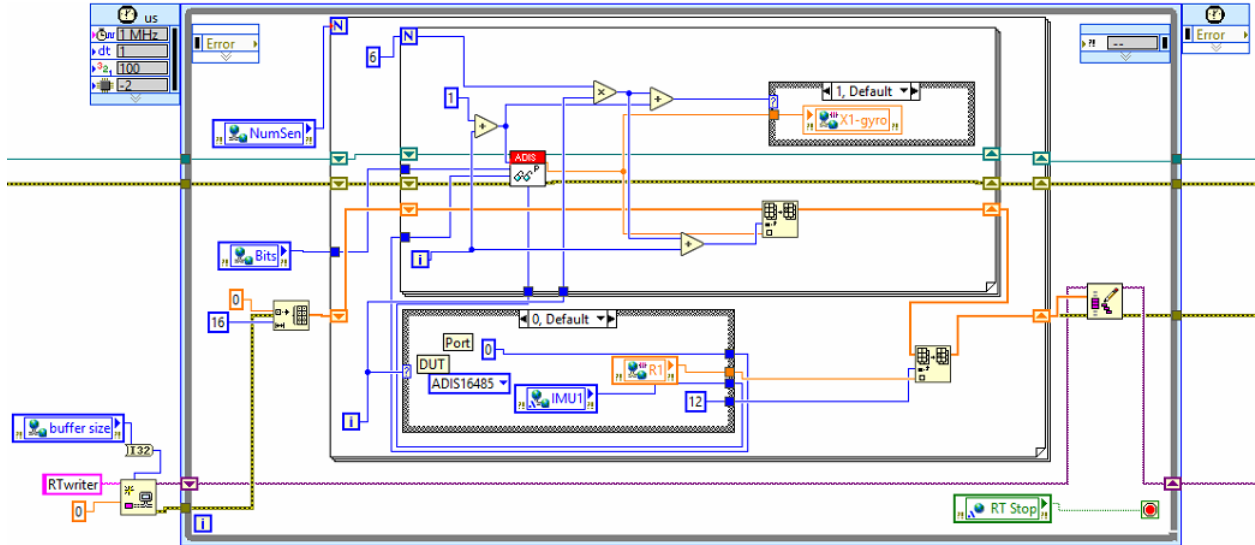 us
1 MHz
dt 1
100
-2
Error
N
NumSen
6
N
1
ADIS
P
1, Default
X1-gyro
--
Error
Bits
i
0
16
0, Default
Port
0
DUT
ADIS16485
R1
IMU1
12
i
buffer size
I32
RTwriter
0
i
RT Stop